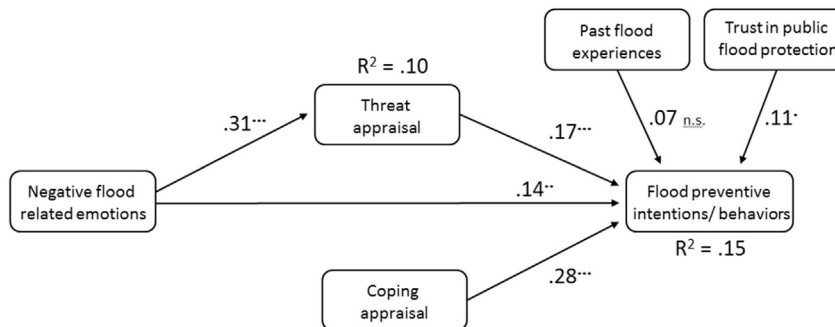 Past flood
experiences
Trust in public
flood protection
R² = .10
Threat
appraisal
.31***
.17***
.07 n.s.
.11*
Negative flood
related emotions
.14**
Flood preventive
intentions/ behaviors
R² = .15
Coping
appraisal
.28***